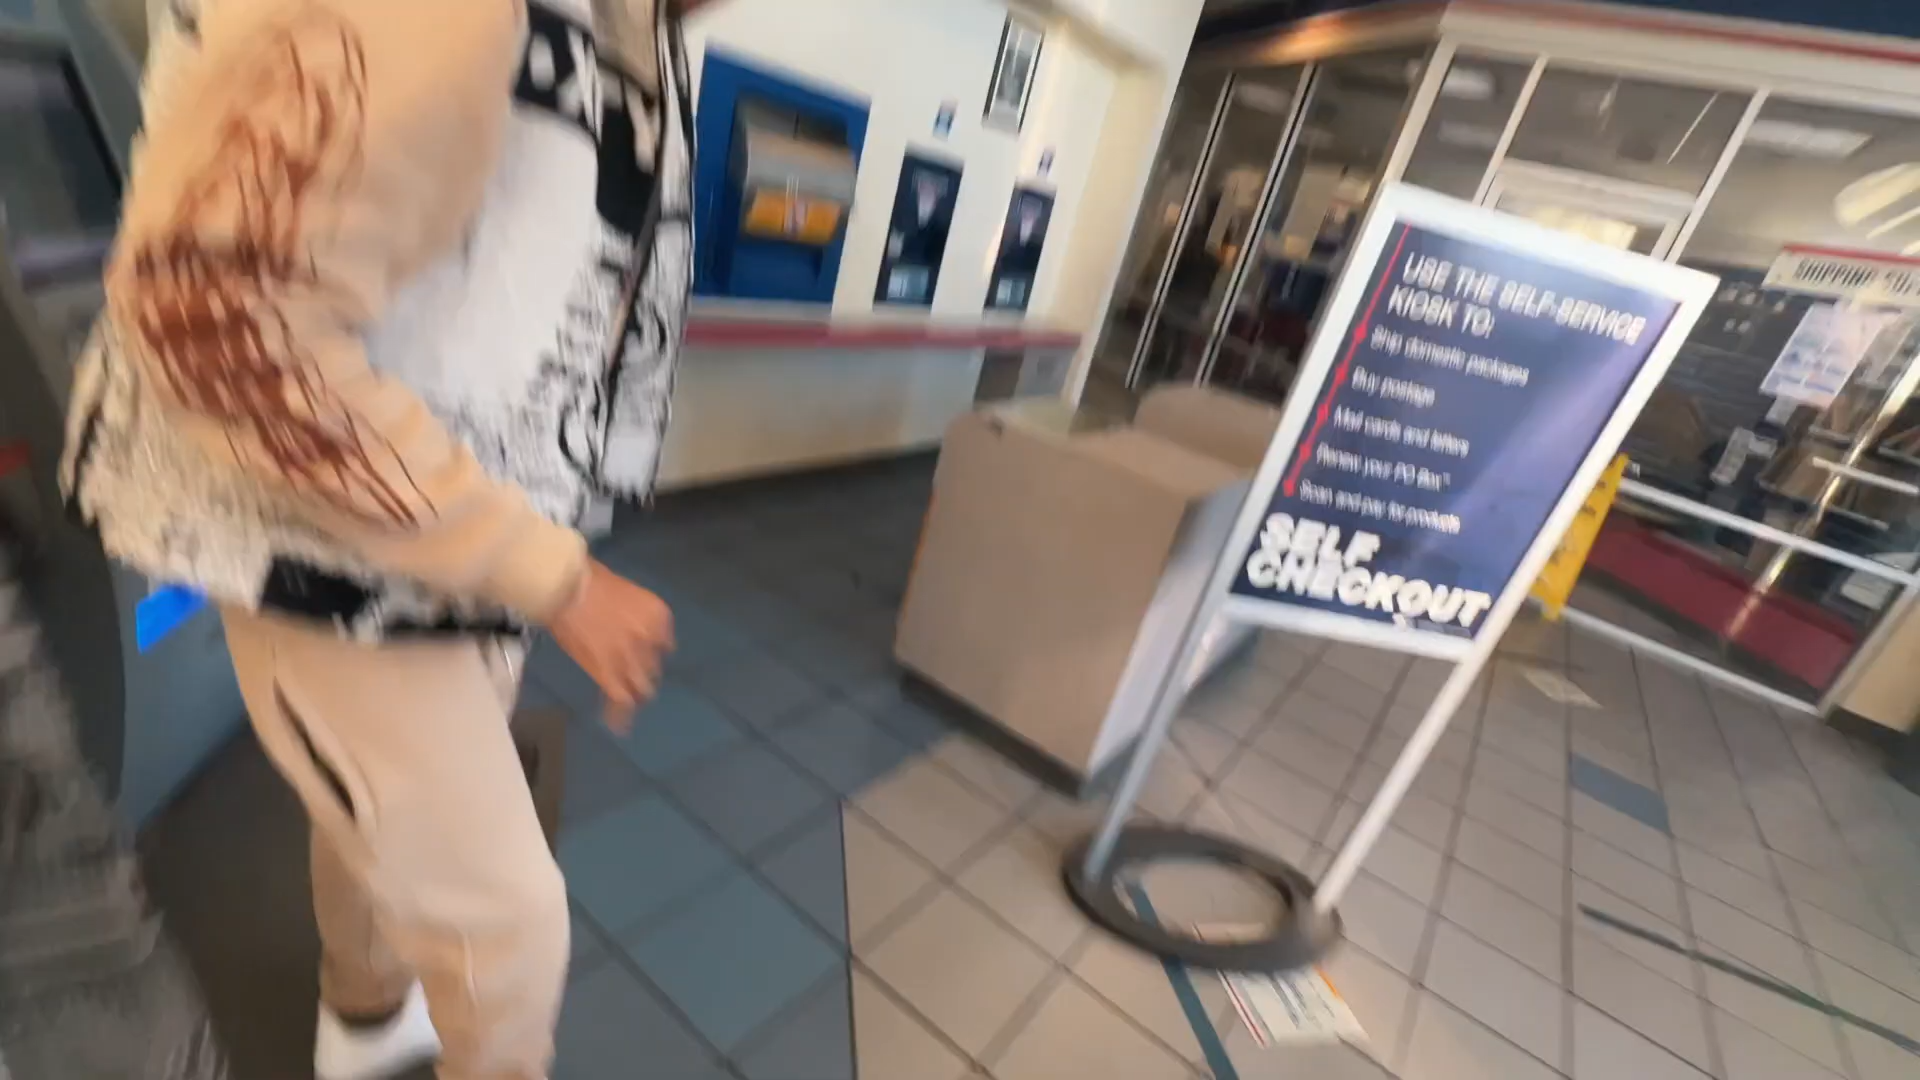 USE THE SELF-SERVICE
KIOSK TO:
Ship domestic packages
Buy postage
Mail cards and letters
Renew your PO Box™
Scan and pay for products
SELF
CHECKOUT
SHIPPING